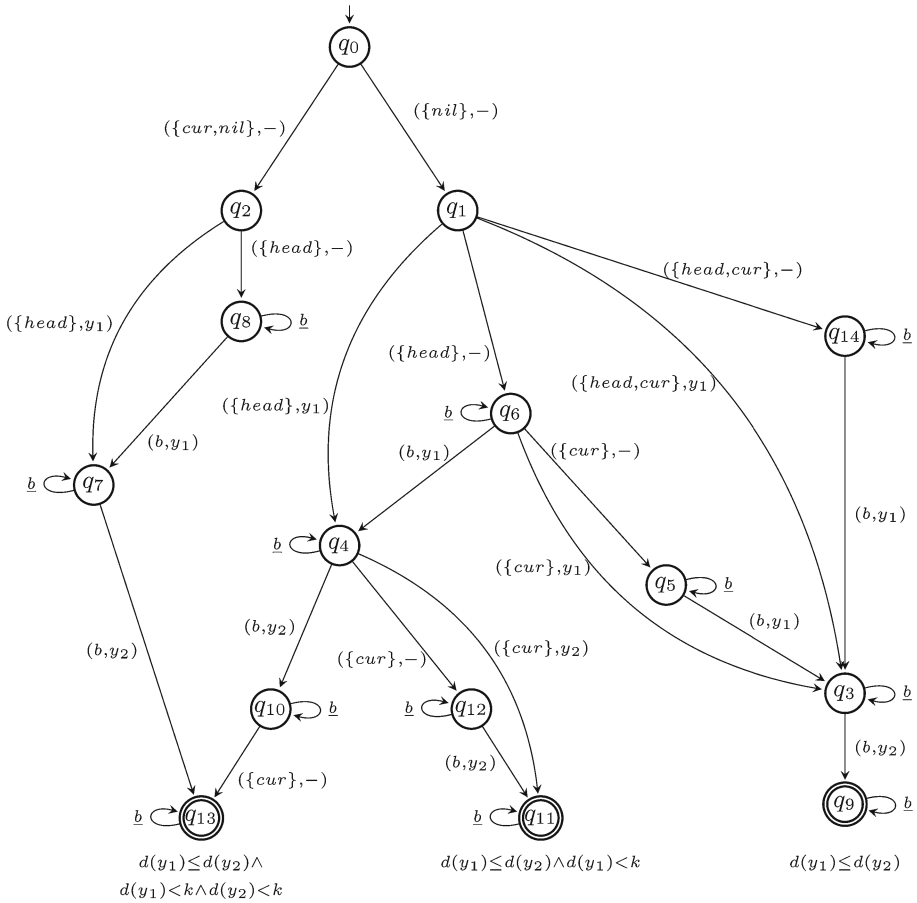 q₀
({cur,nil},−)
({nil},−)
q₂
q₁
({head},−)
({head,cur},−)
({head},y₁)
q₈
b
q₁₄
b
({head},−)
({head,cur},y₁)
({head},y₁)
b
q₆
(b,y₁)
(b,y₁)
({cur},−)
b
q₇
(b,y₁)
b
q₄
({cur},y₁)
q₅
b
(b,y₂)
(b,y₂)
({cur},−)
({cur},y₂)
(b,y₁)
q₁₀
b
b
q₁₂
q₃
b
(b,y₂)
({cur},−)
(b,y₂)
b
q₁₃
b
q₁₁
q₉
b
d(y₁)≤d(y₂)∧
d(y₁)<k∧d(y₂)<k
d(y₁)≤d(y₂)∧d(y₁)<k
d(y₁)≤d(y₂)